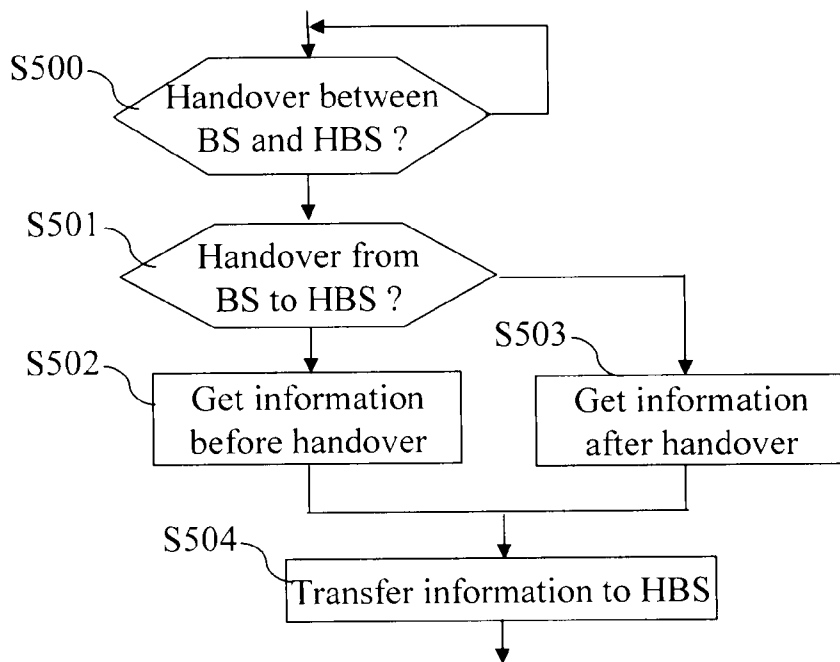 S500
Handover between
BS and HBS ?
S501
Handover from
BS to HBS ?
S502
Get information
before handover
S503
Get information
after handover
S504
Transfer information to HBS